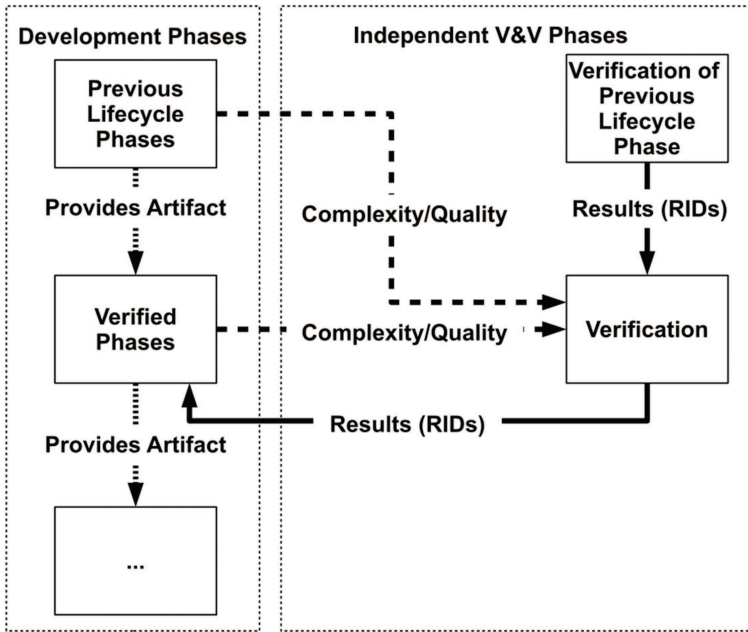 Development Phases
Previous
Lifecycle
Phases
Provides Artifact
Verified
Phases
Provides Artifact
...
Independent V&V Phases
Verification of
Previous
Lifecycle
Phase
Complexity/Quality
Results (RIDs)
Complexity/Quality
Verification
Results (RIDs)